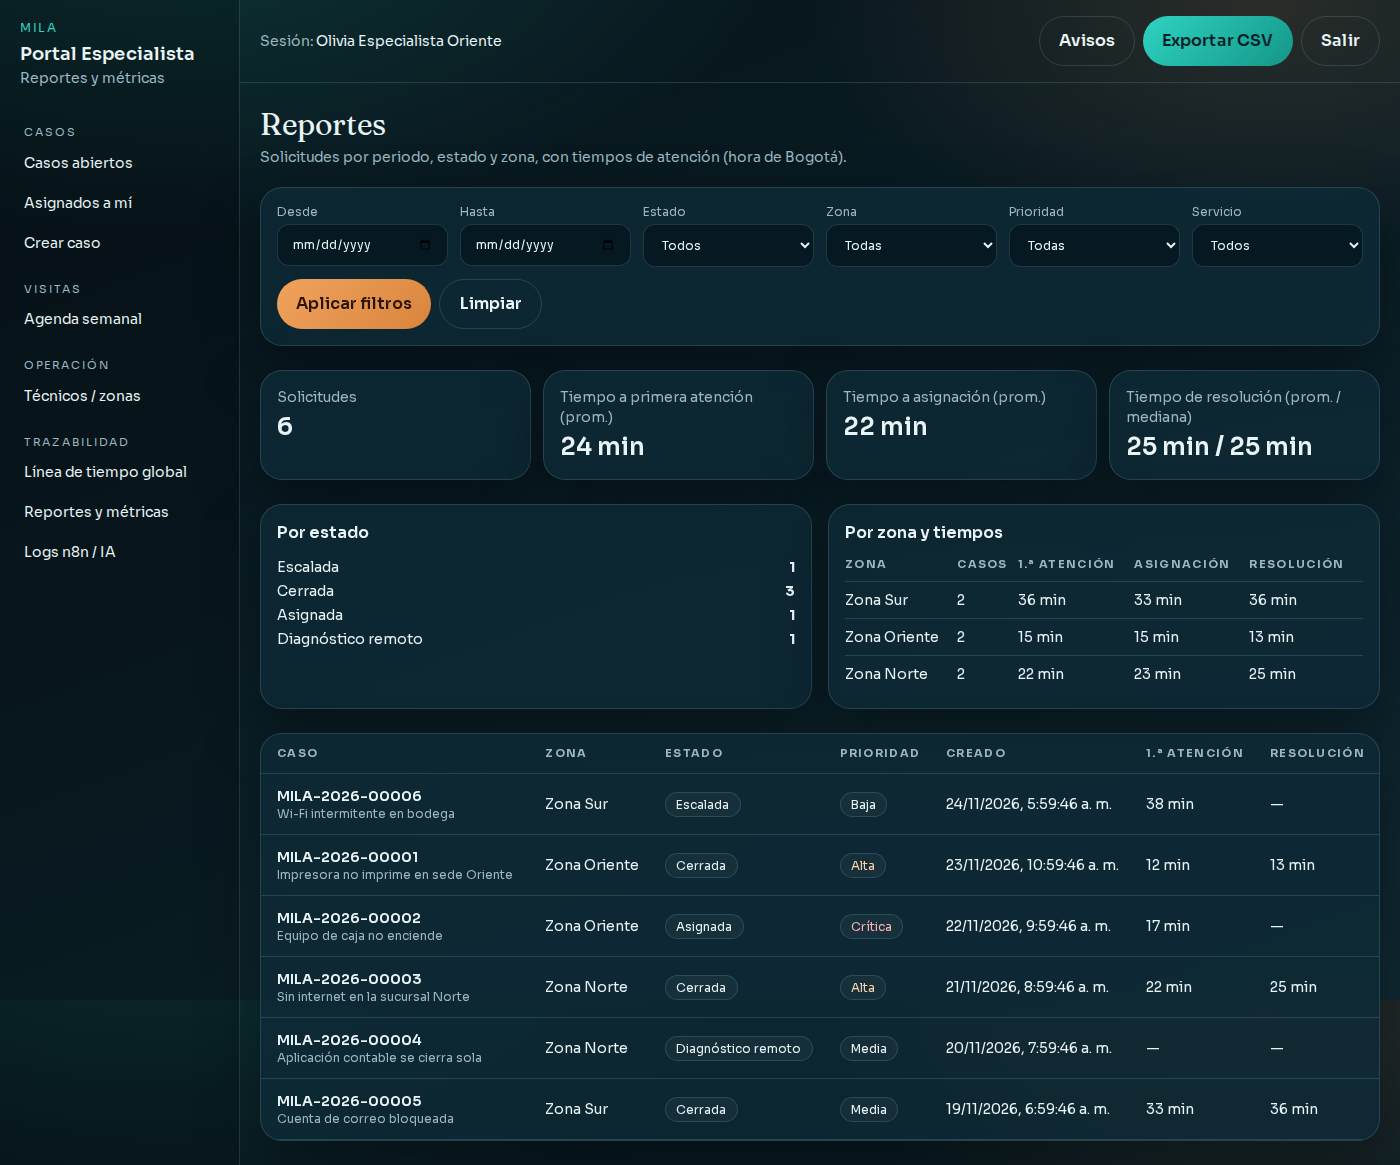 MILA
Portal Especialista
Reportes y métricas
CASOS
Casos abiertos
Asignados a mí
Crear caso
VISITAS
Agenda semanal
OPERACIÓN
Técnicos / zonas
TRAZABILIDAD
Línea de tiempo global
Reportes y métricas
Logs n8n / IA
Sesión: Olivia Especialista Oriente
Avisos
Exportar CSV
Salir
Reportes
Solicitudes por periodo, estado y zona, con tiempos de atención (hora de Bogotá).
Desde Hasta Estado Zona Prioridad Servicio
mm/dd/yyyy mm/dd/yyyy Todos Todas Todas Todos
Aplicar filtros Limpiar
Solicitudes
6
Tiempo a primera atención
(prom.)
24 min
Tiempo a asignación (prom.)
22 min
Tiempo de resolución (prom. /
mediana)
25 min / 25 min
Por estado
Escalada 1
Cerrada 3
Asignada 1
Diagnóstico remoto 1
Por zona y tiempos
ZONA CASOS 1.ª ATENCIÓN ASIGNACIÓN RESOLUCIÓN
Zona Sur 2 36 min 33 min 36 min
Zona Oriente 2 15 min 15 min 13 min
Zona Norte 2 22 min 23 min 25 min
CASO ZONA ESTADO PRIORIDAD CREADO 1.ª ATENCIÓN RESOLUCIÓN
MILA-2026-00006
Wi-Fi intermitente en bodega
Zona Sur Escalada Baja 24/11/2026, 5:59:46 a. m. 38 min —
MILA-2026-00001
Impresora no imprime en sede Oriente
Zona Oriente Cerrada Alta 23/11/2026, 10:59:46 a. m. 12 min 13 min
MILA-2026-00002
Equipo de caja no enciende
Zona Oriente Asignada Crítica 22/11/2026, 9:59:46 a. m. 17 min —
MILA-2026-00003
Sin internet en la sucursal Norte
Zona Norte Cerrada Alta 21/11/2026, 8:59:46 a. m. 22 min 25 min
MILA-2026-00004
Aplicación contable se cierra sola
Zona Norte Diagnóstico remoto Media 20/11/2026, 7:59:46 a. m. — —
MILA-2026-00005
Cuenta de correo bloqueada
Zona Sur Cerrada Media 19/11/2026, 6:59:46 a. m. 33 min 36 min